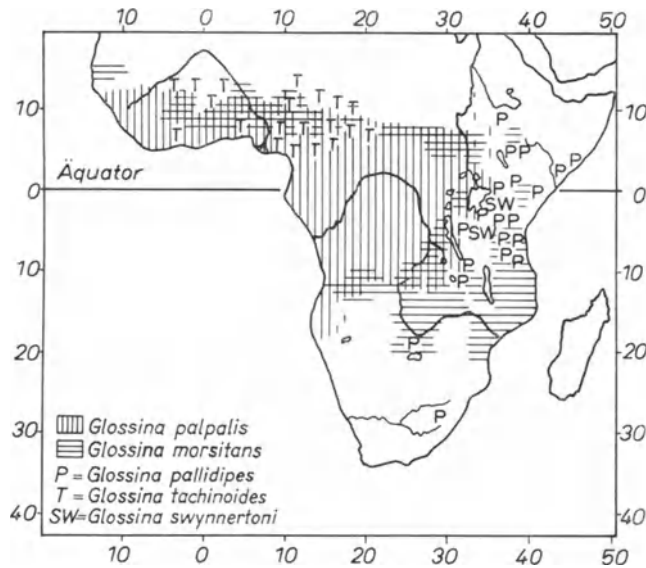 10 0 10 20 30 40 50
T T T
T T T T T
10 T T P 10
T T T T T T
T T T P P
P P P
Äquator P P
0 SW P 0
P P P
P SW P P
P P P
10 P 10
20 P 20
P
Glossina palpalis
30 Glossina morsitans 30
P = Glossina pallidipes
T = Glossina tachinoides
40 SW=Glossina swynnertoni 40
10 0 10 20 30 40 50